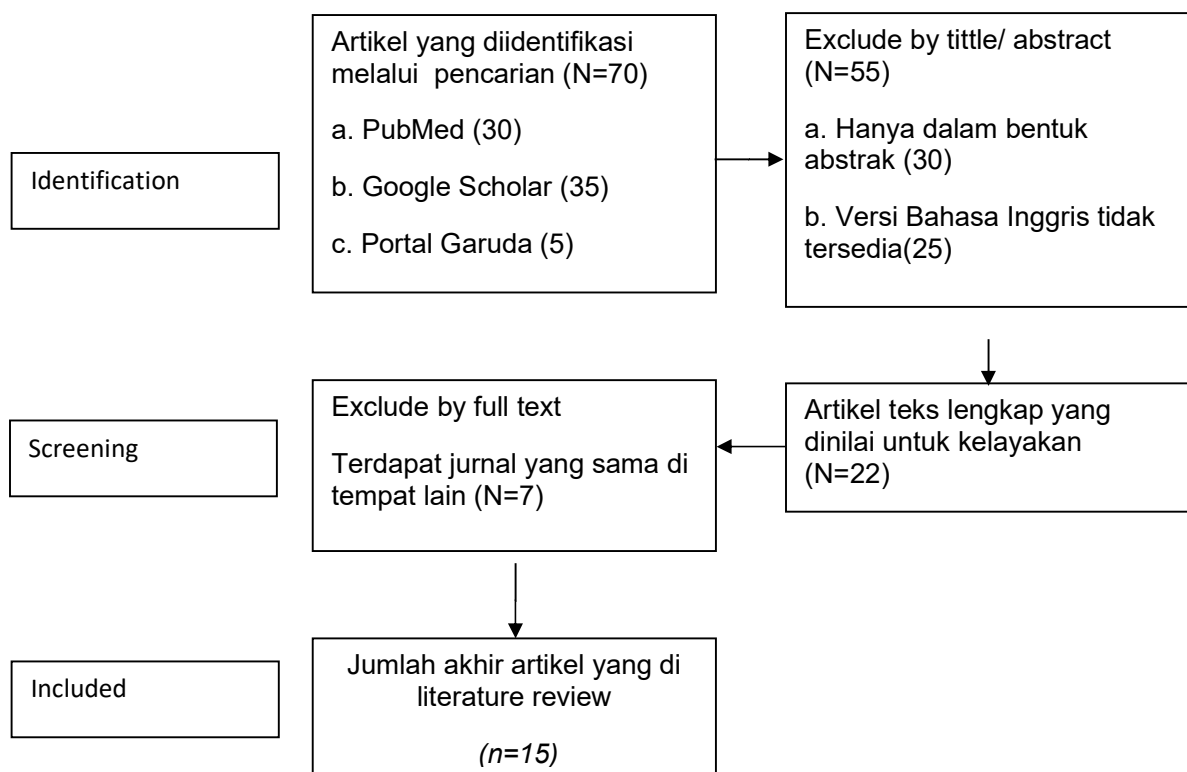 Identification
Artikel yang diidentifikasi
melalui pencarian (N=70)
a. PubMed (30)
b. Google Scholar (35)
c. Portal Garuda (5)
Exclude by tittle/ abstract
(N=55)
a. Hanya dalam bentuk
abstrak (30)
b. Versi Bahasa Inggris tidak
tersedia(25)
Screening
Exclude by full text
Terdapat jurnal yang sama di
tempat lain (N=7)
Artikel teks lengkap yang
dinilai untuk kelayakan
(N=22)
Included
Jumlah akhir artikel yang di
literature review
(n=15)